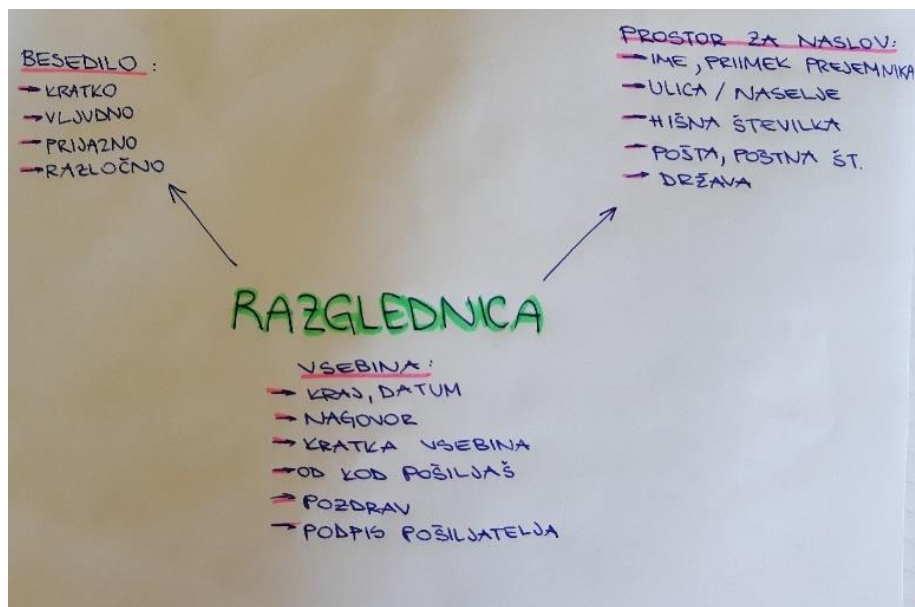 BESEDILO :
→ KRATKO
→ VLJUDNO
→ PRIJAZNO
→ RAZLOČNO
PROSTOR ZA NASLOV:
→ IME, PRIIMEK PREJEMNIKA
→ ULICA / NASELJE
→ HIŠNA ŠTEVILKA
→ POŠTA, POŠTNA ŠT.
→ DRŽAVA
RAZGLEDNICA
VSEBINA:
→ KRAJ, DATUM
→ NAGOVOR
→ KRATKA VSEBINA
→ OD KOD POŠILJAŠ
→ POZDRAV
→ PODPIS POŠILJATELJA